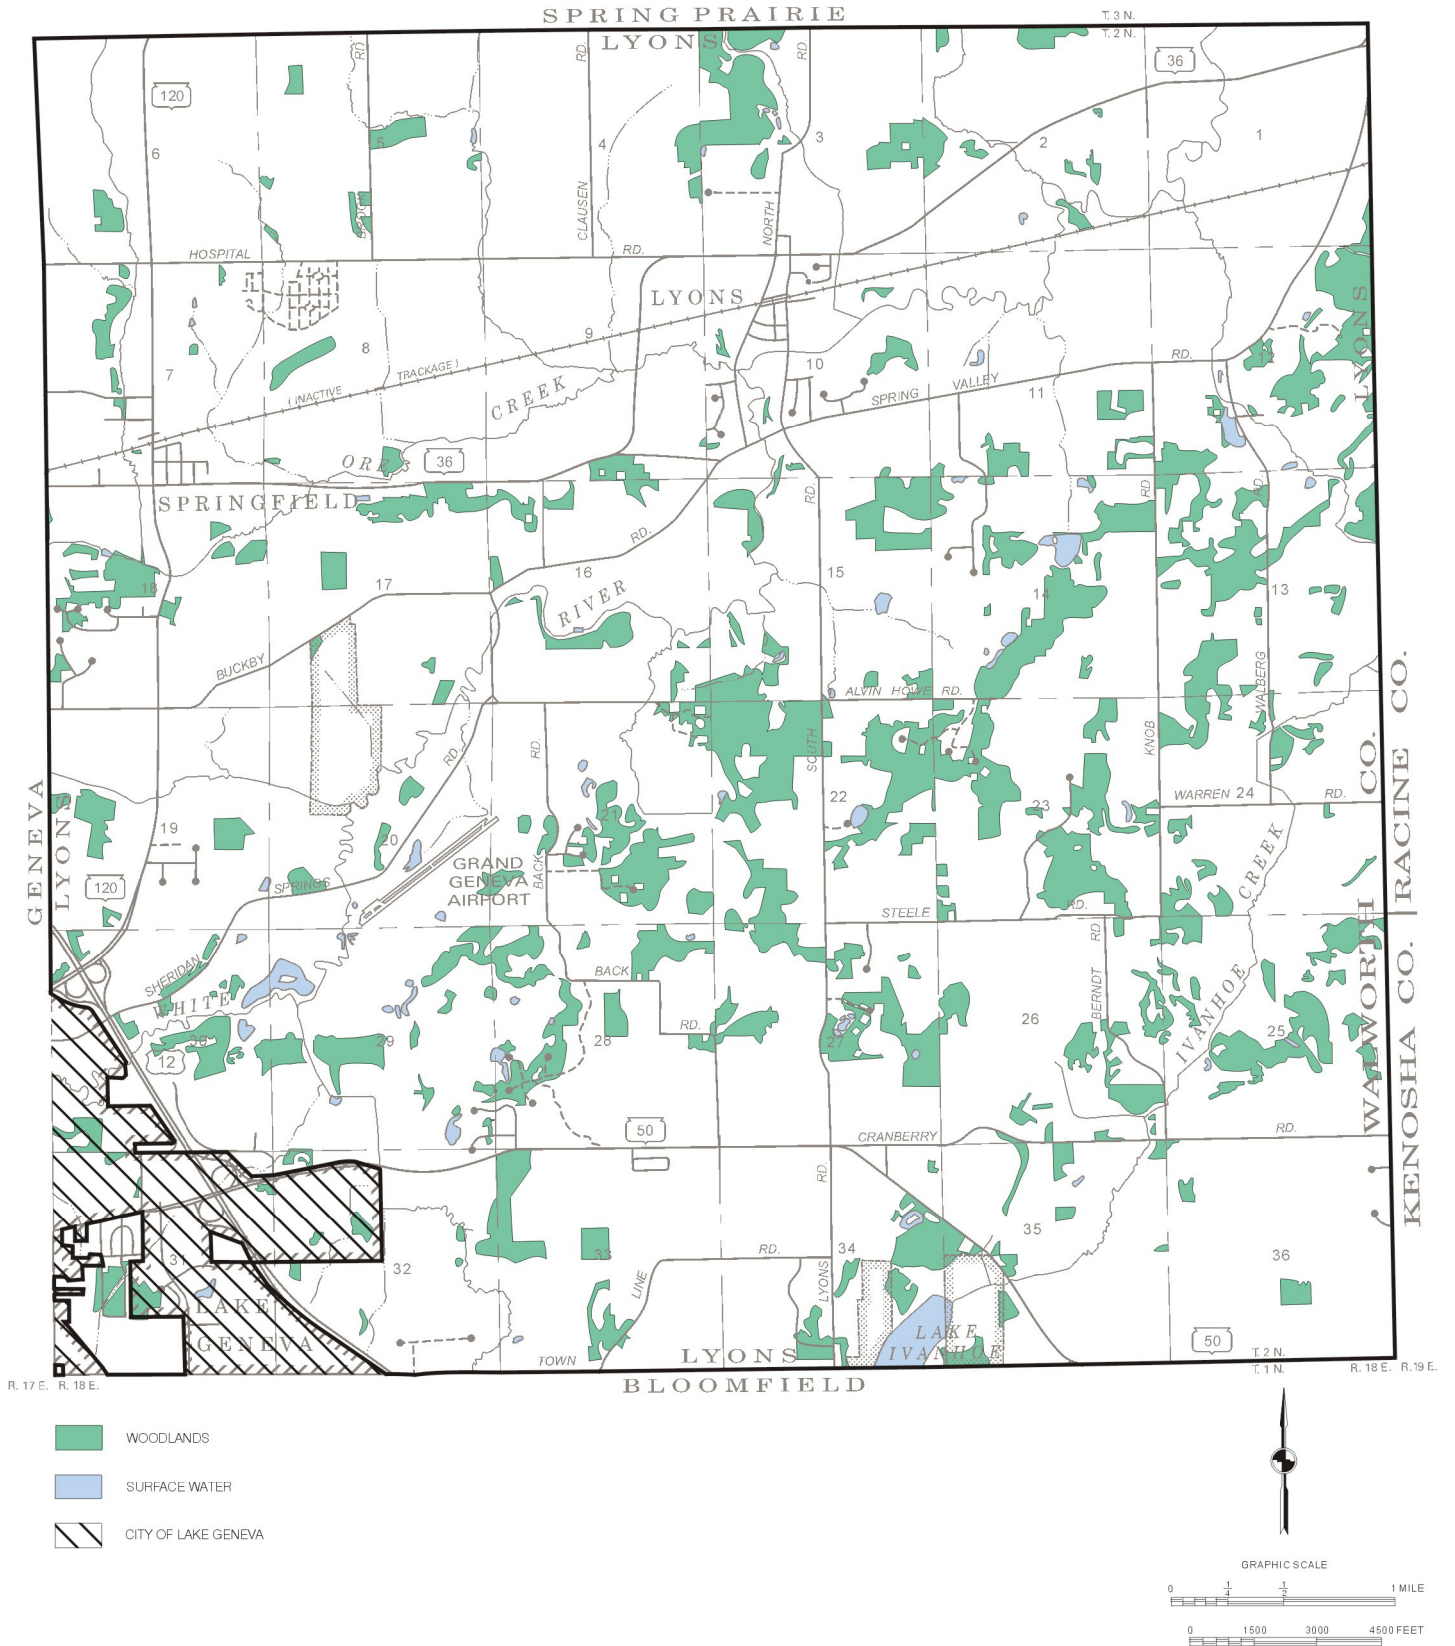 SPRING PRAIRIE
T. 3 N.
LYONS
T. 2 N.
RD.
RD.
RD
36
120
1
2
3
4
5
6
CLAUSEN
NORTH
HOSPITAL
RD.
LYONS
LYONS
9
8
10
12
7
RD.
( INACTIVE
TRACKAGE )
SPRING
VALLEY
11
CREEK
ORE
36
SPRINGFIELD
RD.
RD.
RD.
RD.
18
17
16
15
14
13
RIVER
BUCKBY
ALVIN HOWE RD.
WALBERG
RD.
RD.
SOUTH
KNOB
GENEVA
LYONS
19
20
21
22
23
WARREN 24
RD.
GRAND
GENEVA
AIRPORT
BACK
120
SPRINGS
CREEK
STEELE
RD.
RD.
SHERIDAN
BACK
BERNDT
WHITE
IVANHOE
RD.
30
29
28
27
26
25
12
WALWORTH CO.
KENOSHA CO.
RACINE CO.
50
CRANBERRY
RD.
RD.
31
32
33
34
35
36
RD.
LINE
LYONS
LAKE
GENEVA
LAKE
IVANHOE
50
TOWN
LYONS
T. 2 N.
BLOOMFIELD
T. 1 N.
R. 17 E. R. 18 E.
R. 18 E. R. 19 E.
WOODLANDS
SURFACE WATER
CITY OF LAKE GENEVA
GRAPHIC SCALE
0 1/4 1/2 1 MILE
0 1500 3000 4500 FEET